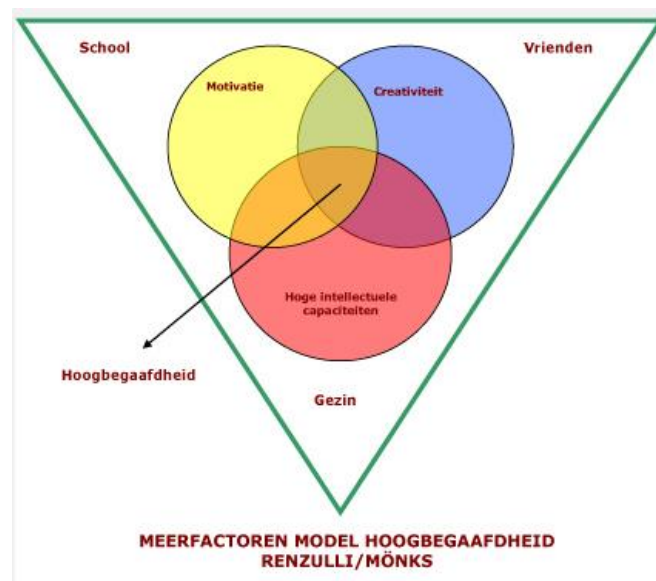 School
Vrienden
Motivatie
Creativiteit
Hoge intellectuele
capaciteiten
Hoogbegaafdheid
Gezin
MEERFACTOREN MODEL HOOGBEGAAFDHEID
RENZULLI/MÖNKS